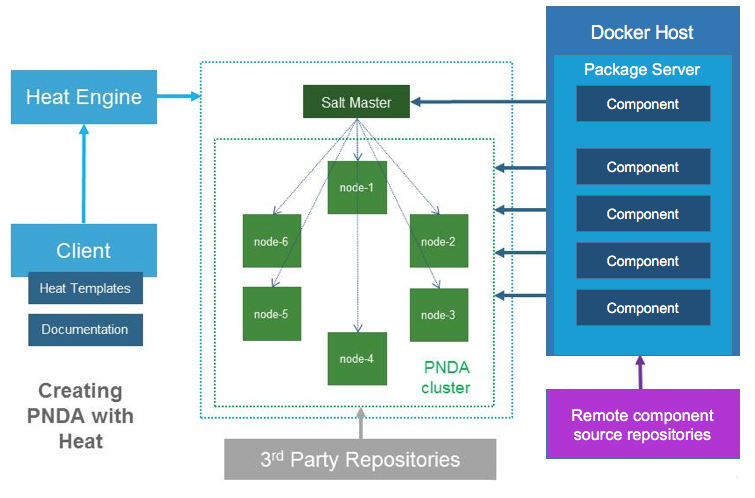 Docker Host
Package Server
Heat Engine
Salt Master
Component
Component
Component
Component
Component
node-1
node-6
node-2
node-5
node-3
node-4
Client
Heat Templates
Documentation
PNDA
cluster
Creating
PNDA with
Heat
3rd Party Repositories
Remote component
source repositories